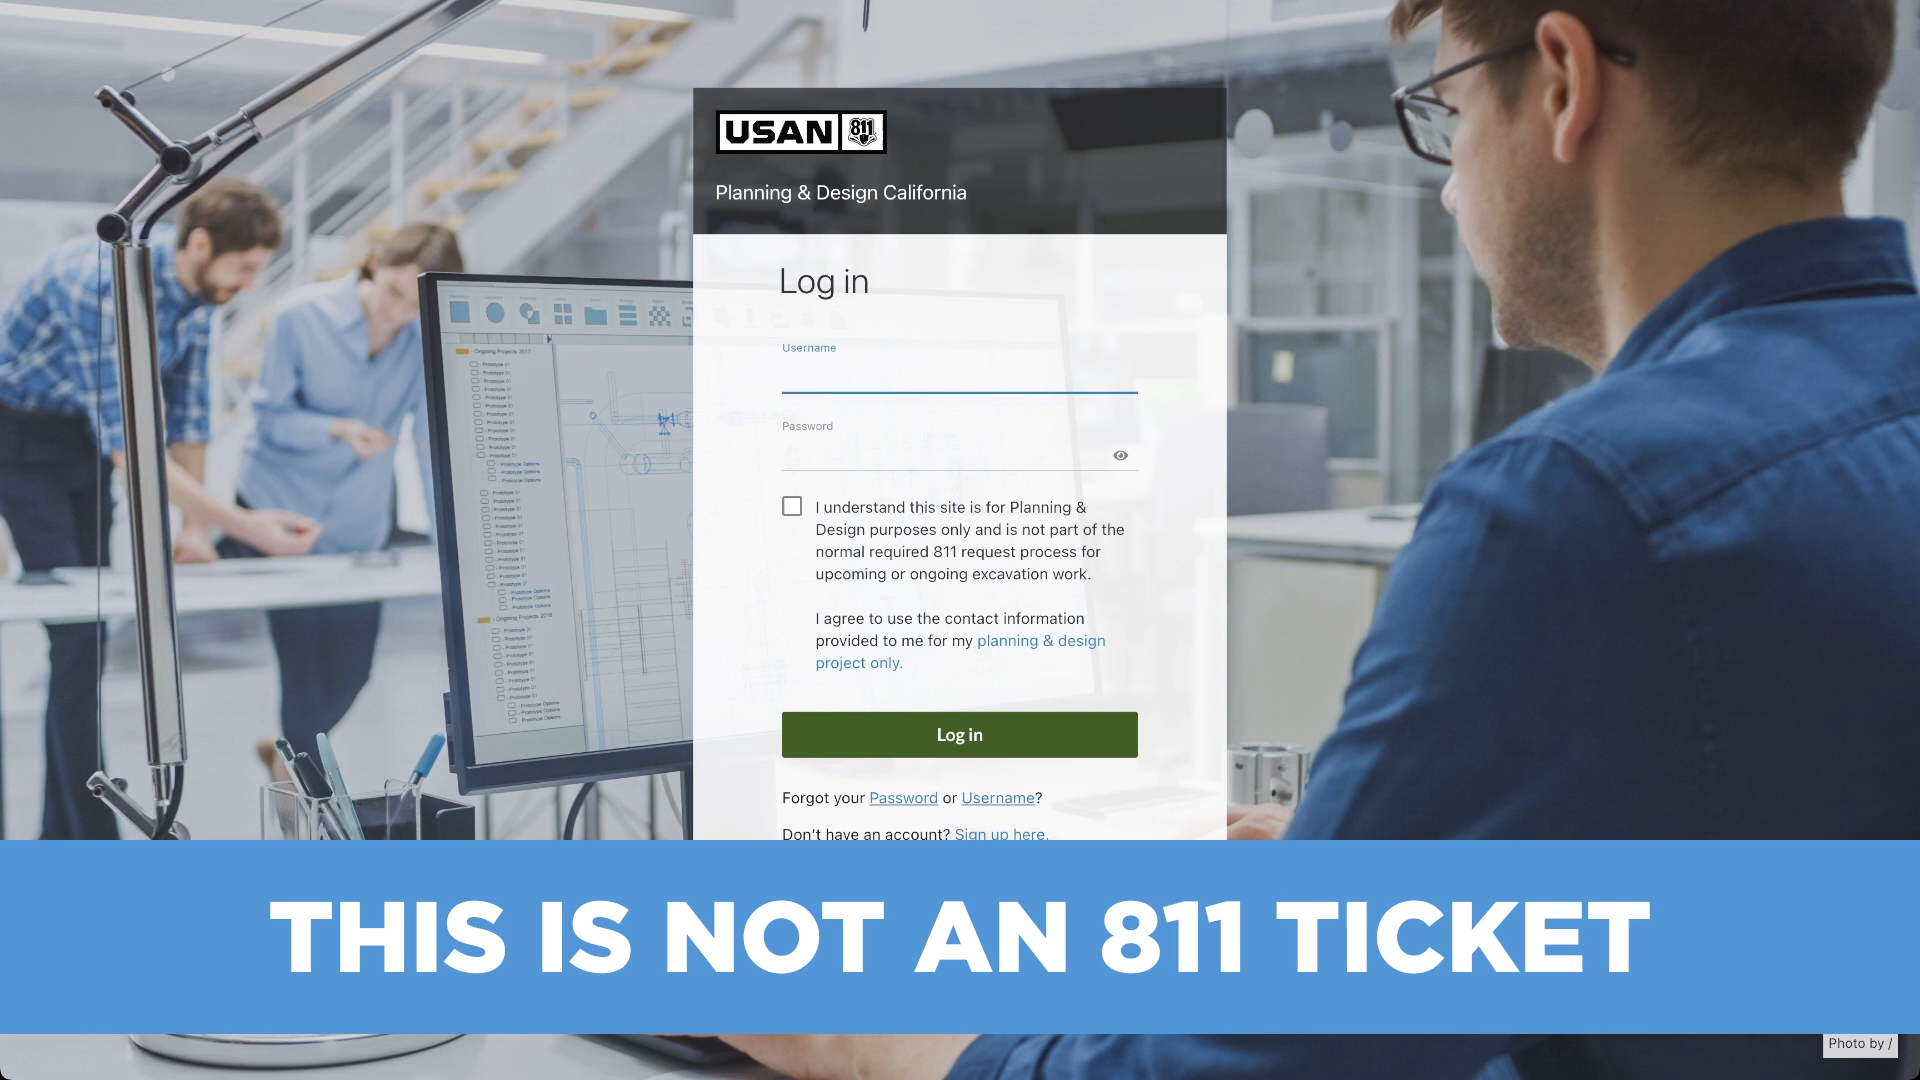 USAN 811
Planning & Design California
Log in
Username
Password
I understand this site is for Planning &
Design purposes only and is not part of the
normal required 811 request process for
upcoming or ongoing excavation work.
I agree to use the contact information
provided to me for my planning & design
project only.
Log in
Forgot your Password or Username?
Don't have an account? Sign up here.
THIS IS NOT AN 811 TICKET
Photo by /
Ongoing Projects 2017